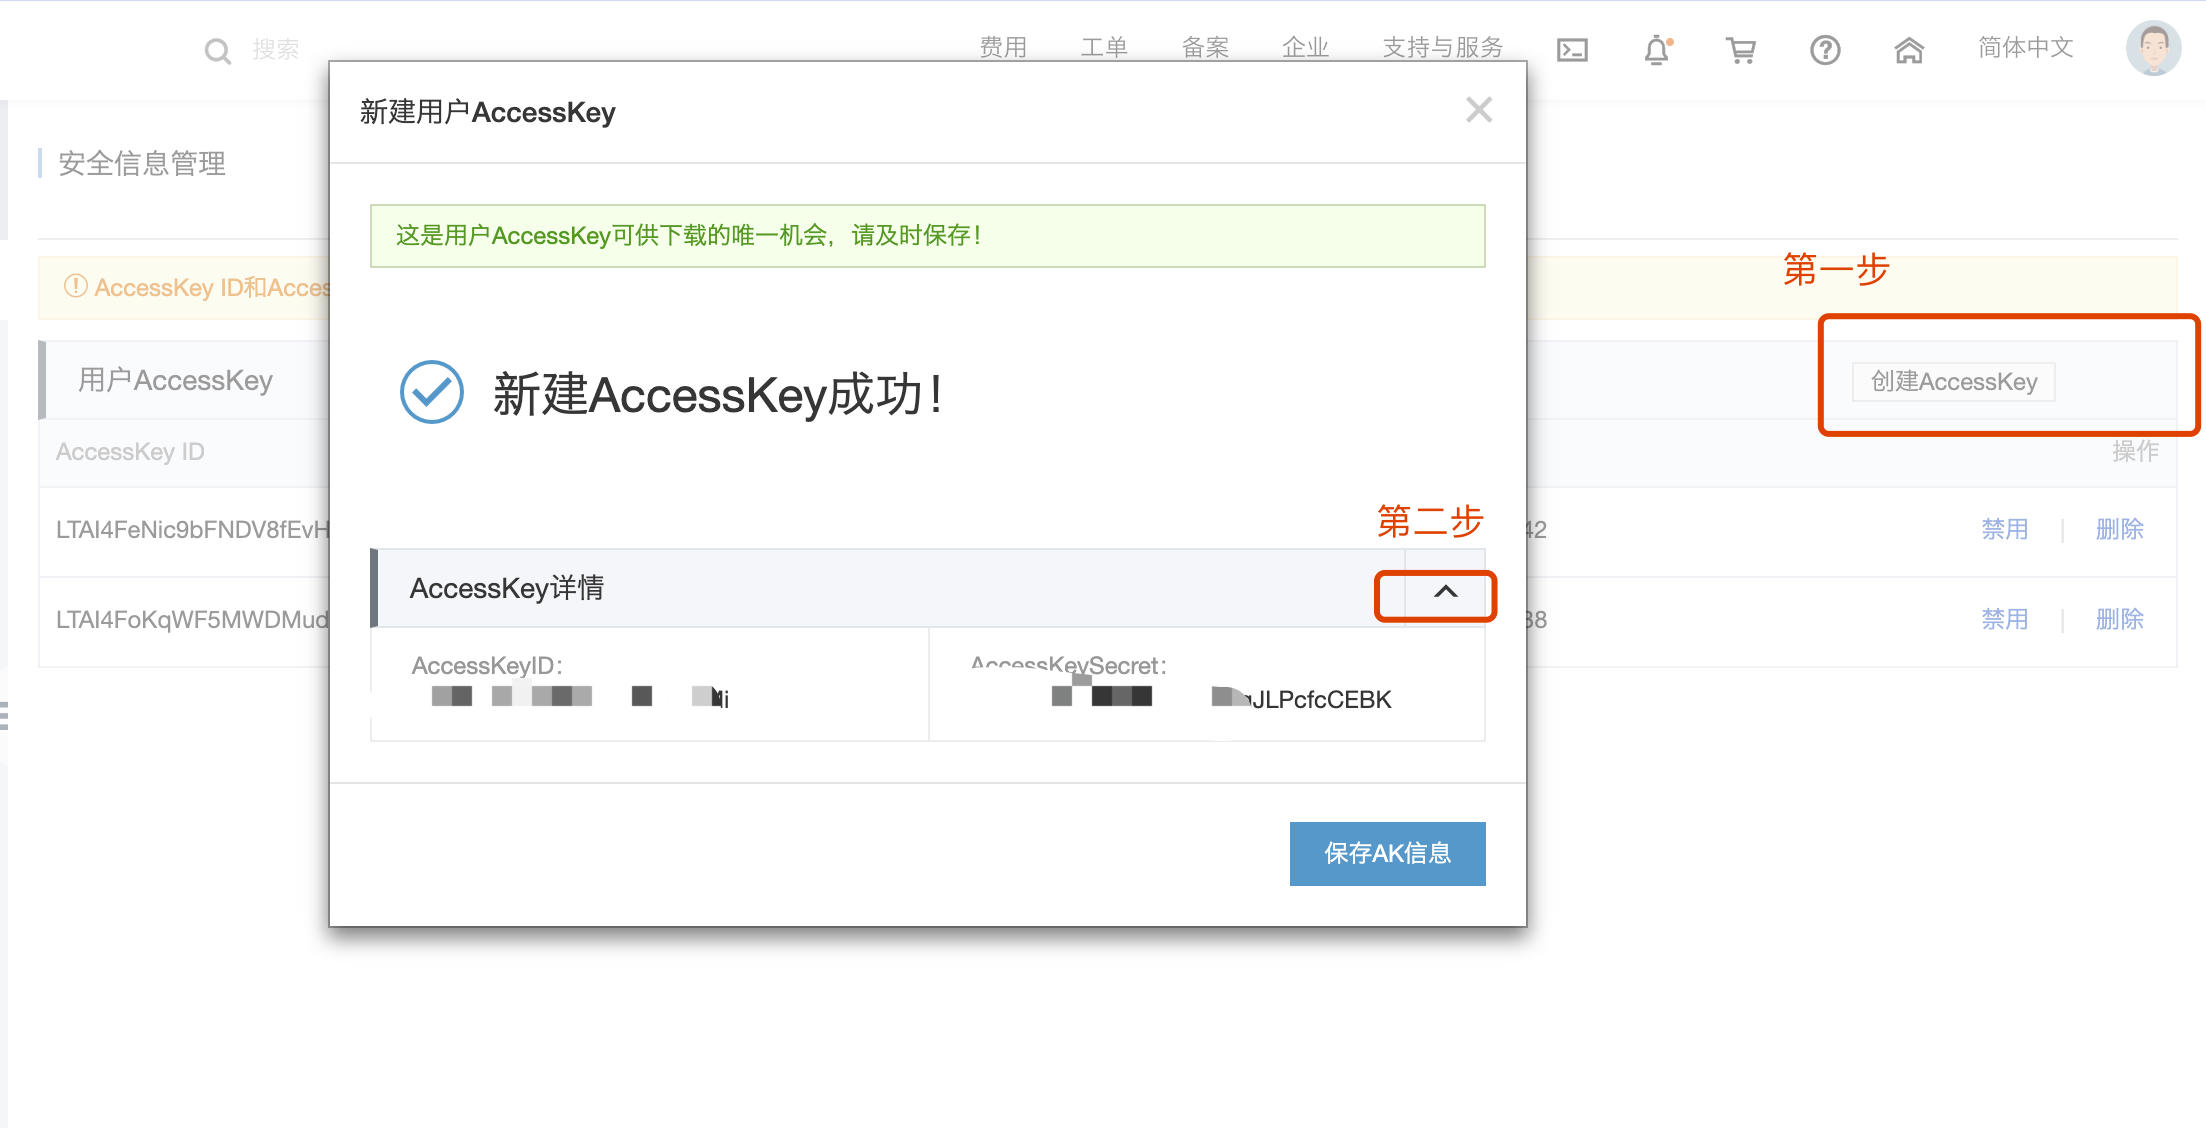 搜索
费用
工单
备案
企业
支持与服务
简体中文
新建用户AccessKey
安全信息管理
这是用户AccessKey可供下载的唯一机会，请及时保存！
第一步
AccessKey ID和Acces
用户AccessKey
创建AccessKey
新建AccessKey成功！
AccessKey ID
操作
第二步
LTAI4FeNic9bFNDV8fEvH
42
禁用
删除
AccessKey详情
LTAI4FoKqWF5MWDMud
38
禁用
删除
AccessKeyID：
AccessKeySecret：
JLPcfcCEBK
保存AK信息